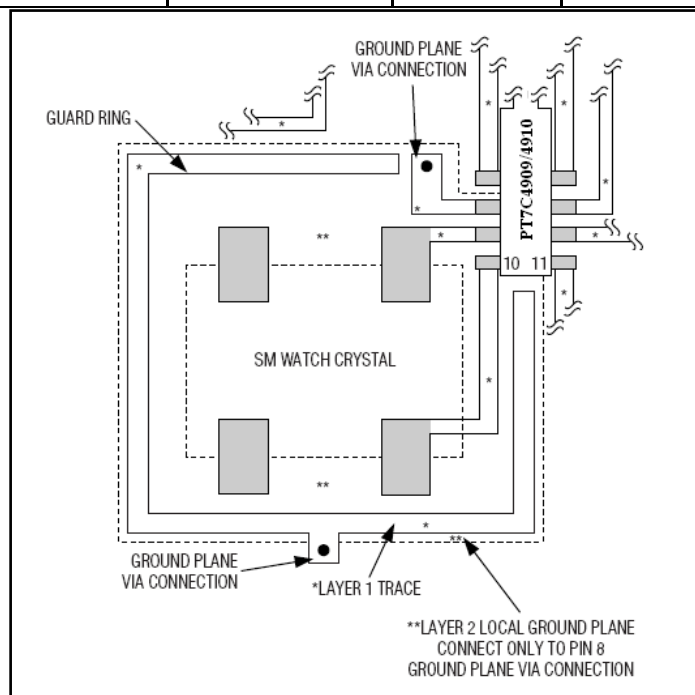 GROUND PLANE
VIA CONNECTION
GUARD RING
*
*
*
*
*
*
*
PT7C4909/4910
**
*
*
10 11
*
SM WATCH CRYSTAL
*
**
*
**
GROUND PLANE
VIA CONNECTION
*LAYER 1 TRACE
**LAYER 2 LOCAL GROUND PLANE
CONNECT ONLY TO PIN 8
GROUND PLANE VIA CONNECTION